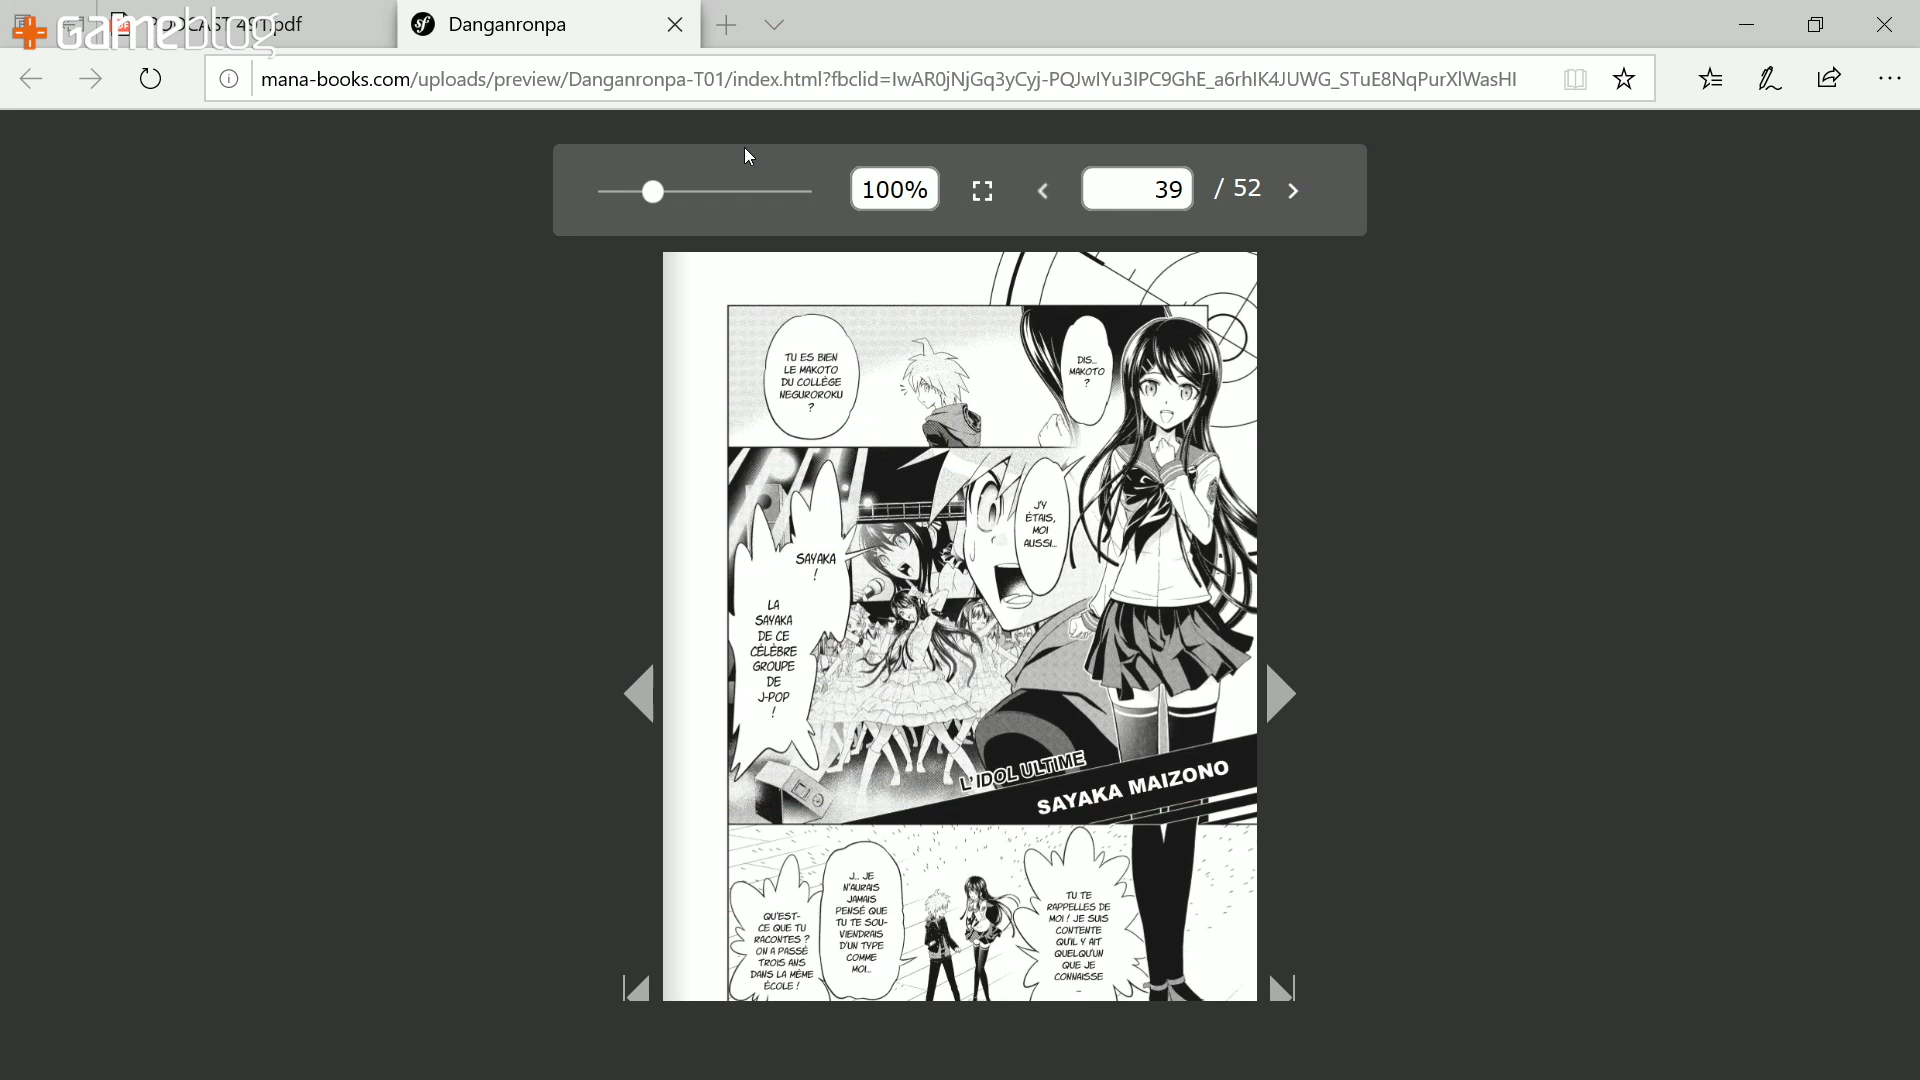 gameblog
Danganronpa
mana-books.com/uploads/preview/Danganronpa-T01/index.html?fbclid=IwAR0jNjGq3yCyj-PQJwIYu3IPC9GhE_a6rhIK4JUWG_STuE8NqPurXlWasHI
100%
39
/ 52
DIS...
MAKOTO
?
TU ES BIEN
LE MAKOTO
DU COLLÈGE
NEGUROROKU
?
J'Y
ÉTAIS,
MOI
AUSSI...
SAYAKA
!
LA
SAYAKA
DE CE
CÉLÈBRE
GROUPE
DE
J-POP
!
L'IDOL ULTIME
SAYAKA MAIZONO
TU TE
RAPPELLES DE
MOI ! JE SUIS
CONTENTE
QU'IL Y AIT
QUELQU'UN
QUE JE
CONNAISSE
...
J... JE
N'AURAIS
JAMAIS
PENSÉ QUE
TU TE SOU-
VIENDRAIS
D'UN TYPE
COMME
MOI...
QU'EST-
CE QUE TU
RACONTES ?
ON A PASSÉ
TROIS ANS
DANS LA MÊME
ÉCOLE !